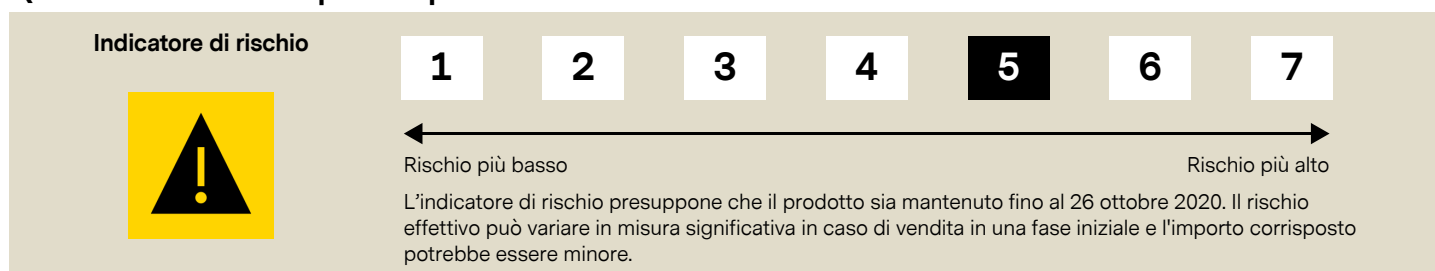 Indicatore di rischio
1 2 3 4 5 6 7
Rischio più basso Rischio più alto
L'indicatore di rischio presuppone che il prodotto sia mantenuto fino al 26 ottobre 2020. Il rischio
effettivo può variare in misura significativa in caso di vendita in una fase iniziale e l'importo corrisposto
potrebbe essere minore.